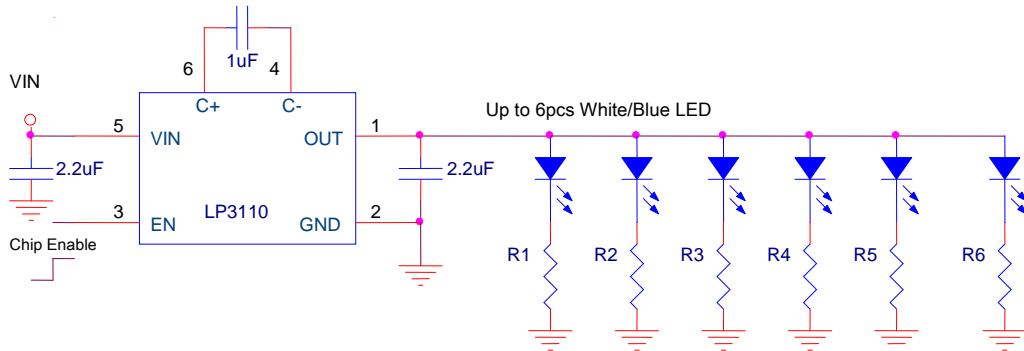 1uF
6
4
VIN
C+
C-
Up to 6pcs White/Blue LED
5
VIN
OUT
1
2.2uF
2.2uF
3
EN
LP3110
GND
2
Chip Enable
R1
R2
R3
R4
R5
R6